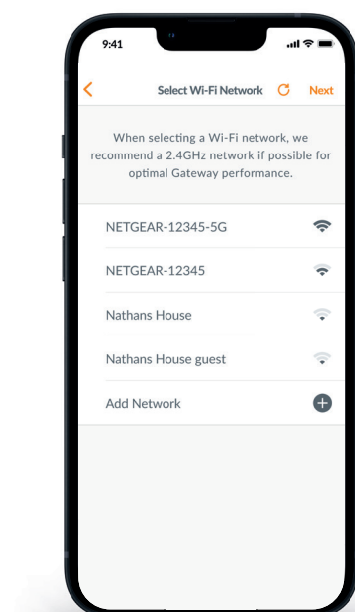 9:41
Select Wi-Fi Network Next
When selecting a Wi-Fi network, we
recommend a 2.4GHz network if possible for
optimal Gateway performance.
NETGEAR-12345-5G
NETGEAR-12345
Nathans House
Nathans House guest
Add Network